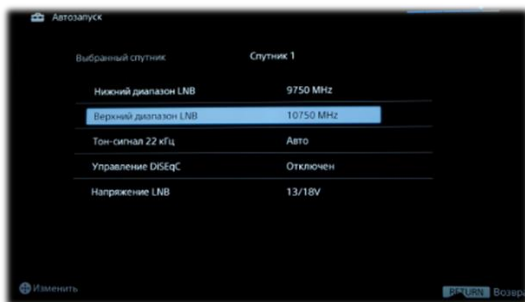 Автозапуск
Выбранный спутник Спутник 1
Нижний диапазон LNB 9750 MHz
Верхний диапазон LNB 10750 MHz
Тон-сигнал 22 кГц Авто
Управление DiSEqC Отключен
Напряжение LNB 13/18V
Изменить RETURN Возвра